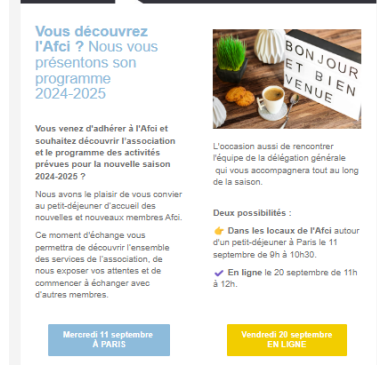 Vous découvrez
l'Afci ? Nous vous
présentons son
programme
2024-2025
Vous venez d'adhérer à l'Afci et
souhaitez découvrir l'association
et le programme des activités
prévues pour la nouvelle saison
2024-2025 ?
Nous avons le plaisir de vous convier
au petit-déjeuner d'accueil des
nouvelles et nouveaux membres Afci.
Ce moment d'échange vous
permettra de découvrir l'ensemble
des services de l'association, de
nous exposer vos attentes et de
commencer à échanger avec
d'autres membres.
Mercredi 11 septembre
À PARIS
BONJOUR
ET BIEN
VENUE
L'occasion aussi de rencontrer
l'équipe de la délégation générale
qui vous accompagnera tout au long
de la saison.
Deux possibilités :
👉 Dans les locaux de l'Afci autour
d'un petit-déjeuner à Paris le 11
septembre de 9h à 10h30.
✔ En ligne le 20 septembre de 11h
à 12h.
Vendredi 20 septembre
EN LIGNE